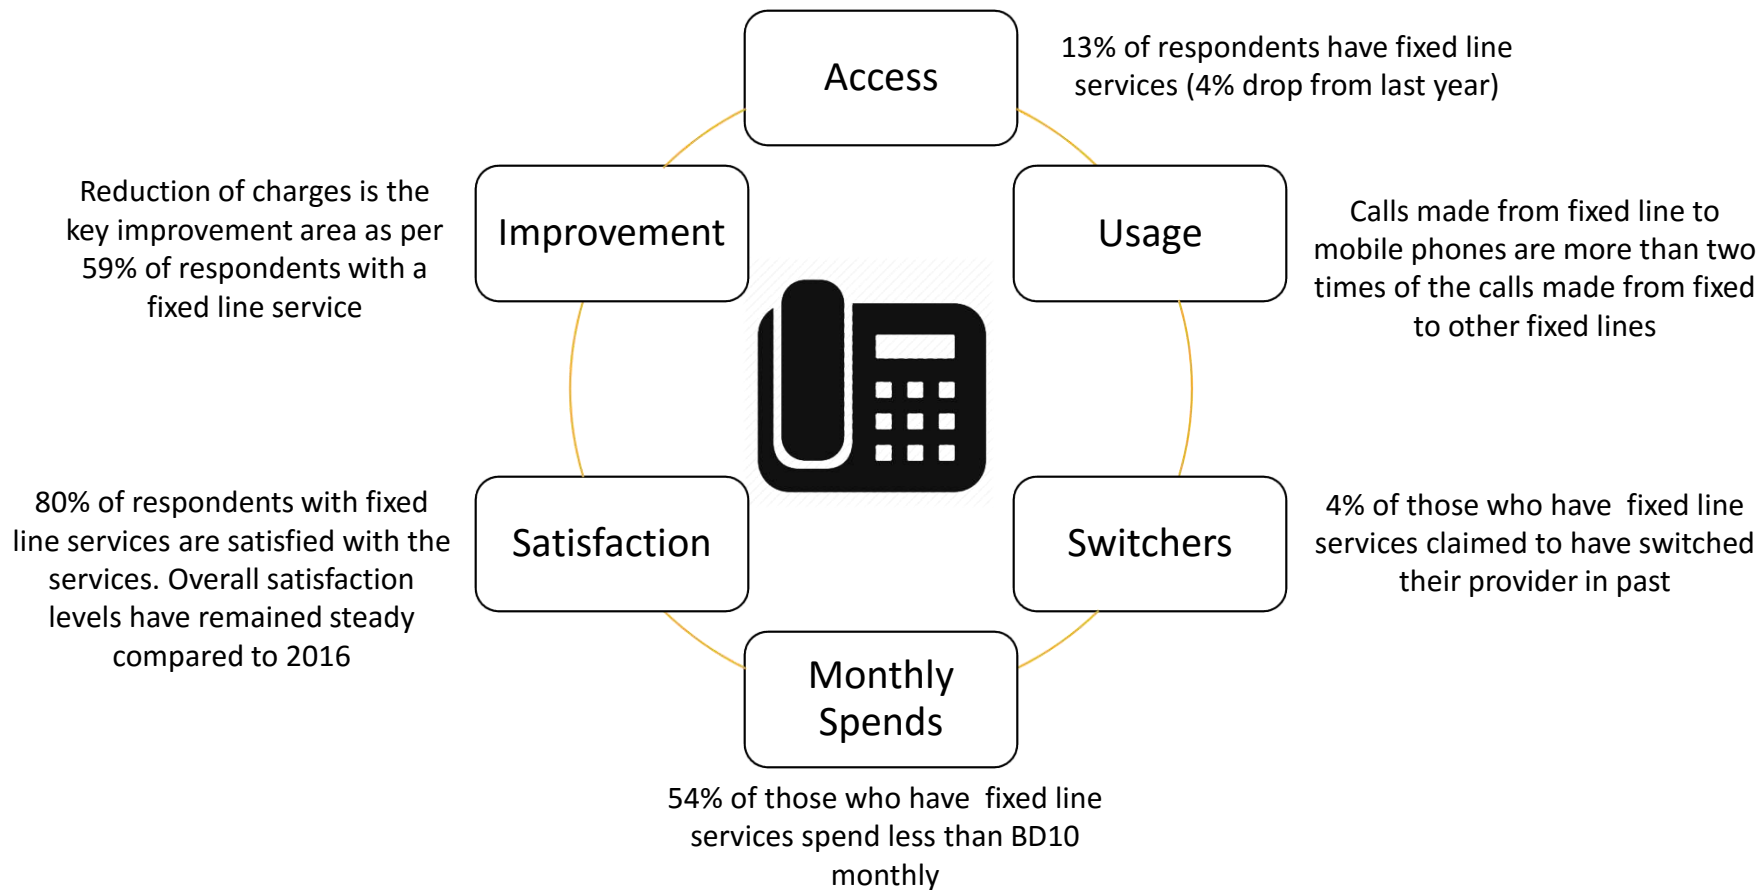 Access
13% of respondents have fixed line
services (4% drop from last year)
Usage
Calls made from fixed line to
mobile phones are more than two
times of the calls made from fixed
to other fixed lines
Switchers
4% of those who have  fixed line
services claimed to have switched
their provider in past
Monthly
Spends
54% of those who have  fixed line
services spend less than BD10
monthly
Satisfaction
80% of respondents with fixed
line services are satisfied with the
services. Overall satisfaction
levels have remained steady
compared to 2016
Improvement
Reduction of charges is the
key improvement area as per
59% of respondents with a
fixed line service